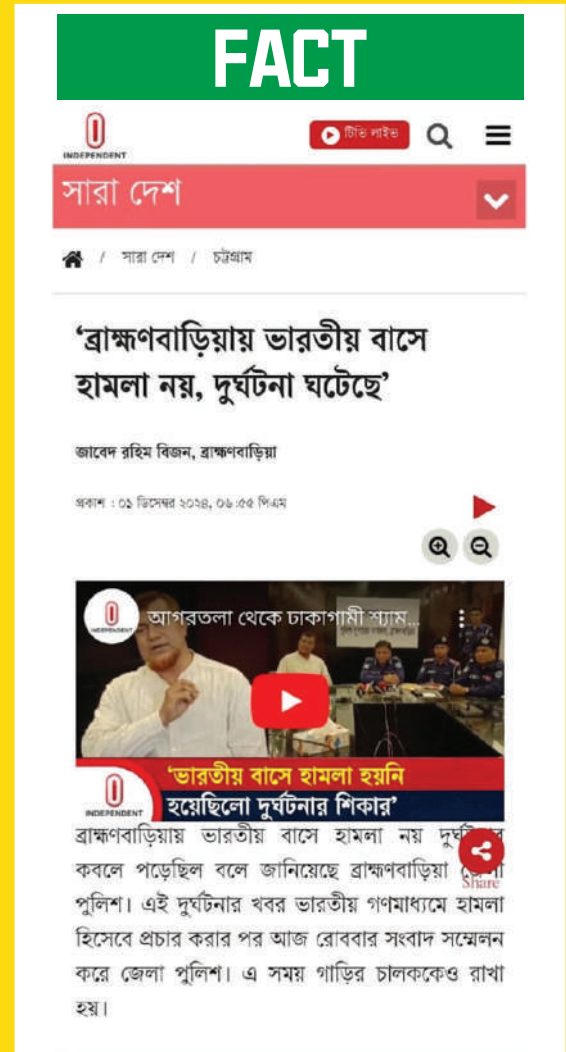 FACT
INDEPENDENT
টিভি লাইভ
সারা দেশ
/ সারা দেশ / চট্টগ্রাম
‘ব্রাহ্মণবাড়িয়ায় ভারতীয় বাসে
হামলা নয়, দুর্ঘটনা ঘটেছে’
জাবেদ রহিম বিজন, ব্রাহ্মণবাড়িয়া
প্রকাশ : ০১ ডিসেম্বর ২০২৪, ০৬:৫৫ পিএম
INDEPENDENT
আগরতলা থেকে ঢাকাগামী শ্যাম...
‘ভারতীয় বাসে হামলা হয়নি
INDEPENDENT
হয়েছিলো দুর্ঘটনার শিকার’
ব্রাহ্মণবাড়িয়ায় ভারতীয় বাসে হামলা নয়
কবলে পড়েছিল বলে জানিয়েছে ব্রাহ্মণবাড়িয়া
Share
পুলিশ। এই দুর্ঘটনার খবর ভারতীয় গণমাধ্যমে হামলা
হিসেবে প্রচার করার পর আজ রোববার সংবাদ সম্মেলন
করে জেলা পুলিশ। এ সময় গাড়ির চালককেও রাখা
হয়।